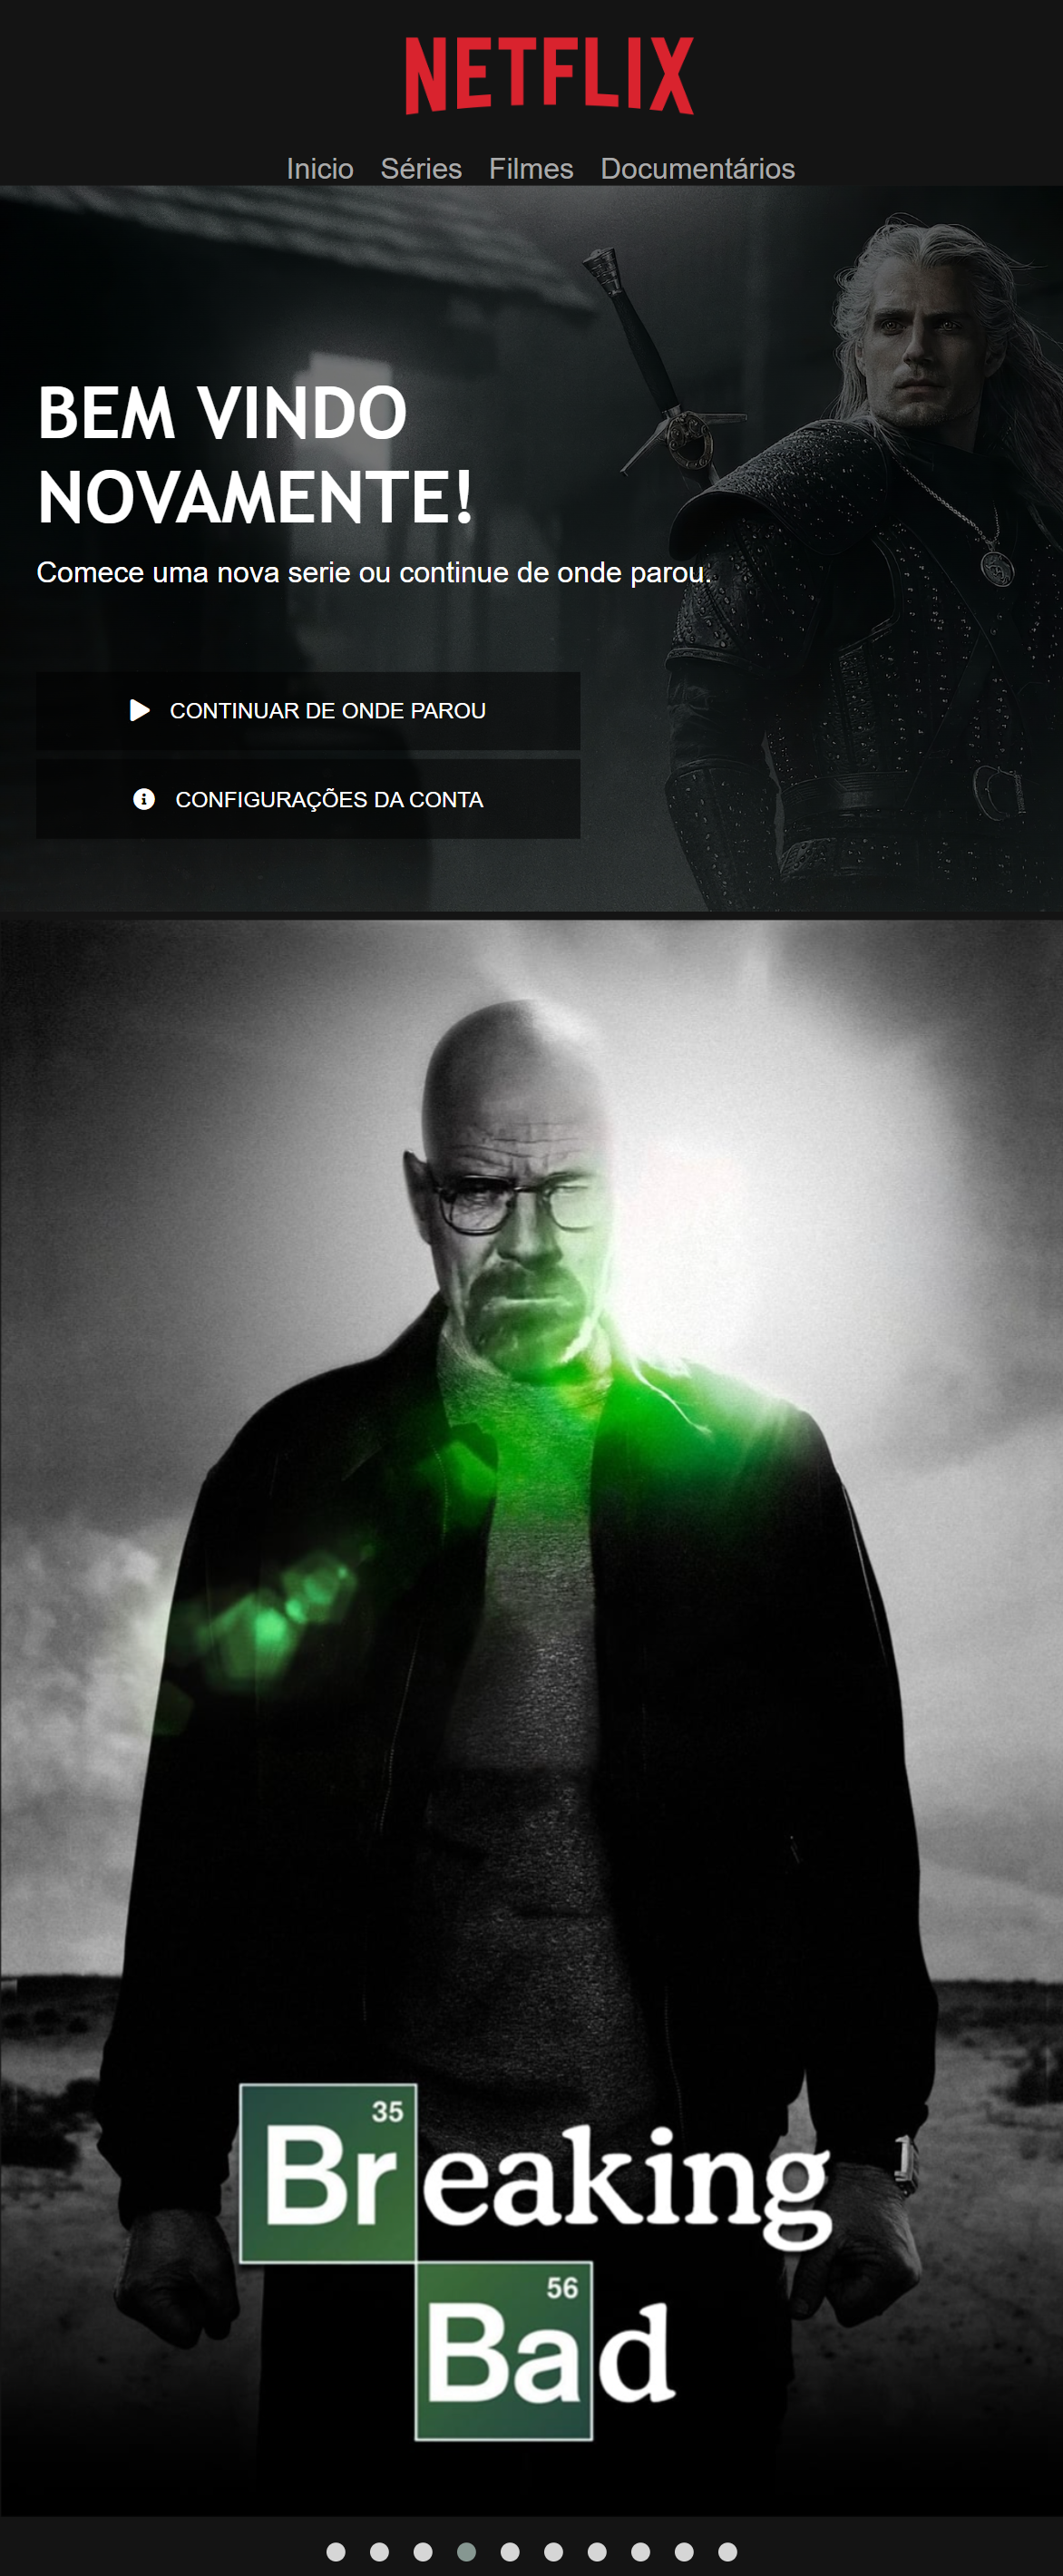 NETFLIX
Inicio Séries Filmes Documentários
BEM VINDO
NOVAMENTE!
Comece uma nova serie ou continue de onde parou.
CONTINUAR DE ONDE PAROU
CONFIGURAÇÕES DA CONTA
35
Breaking
56
Bad